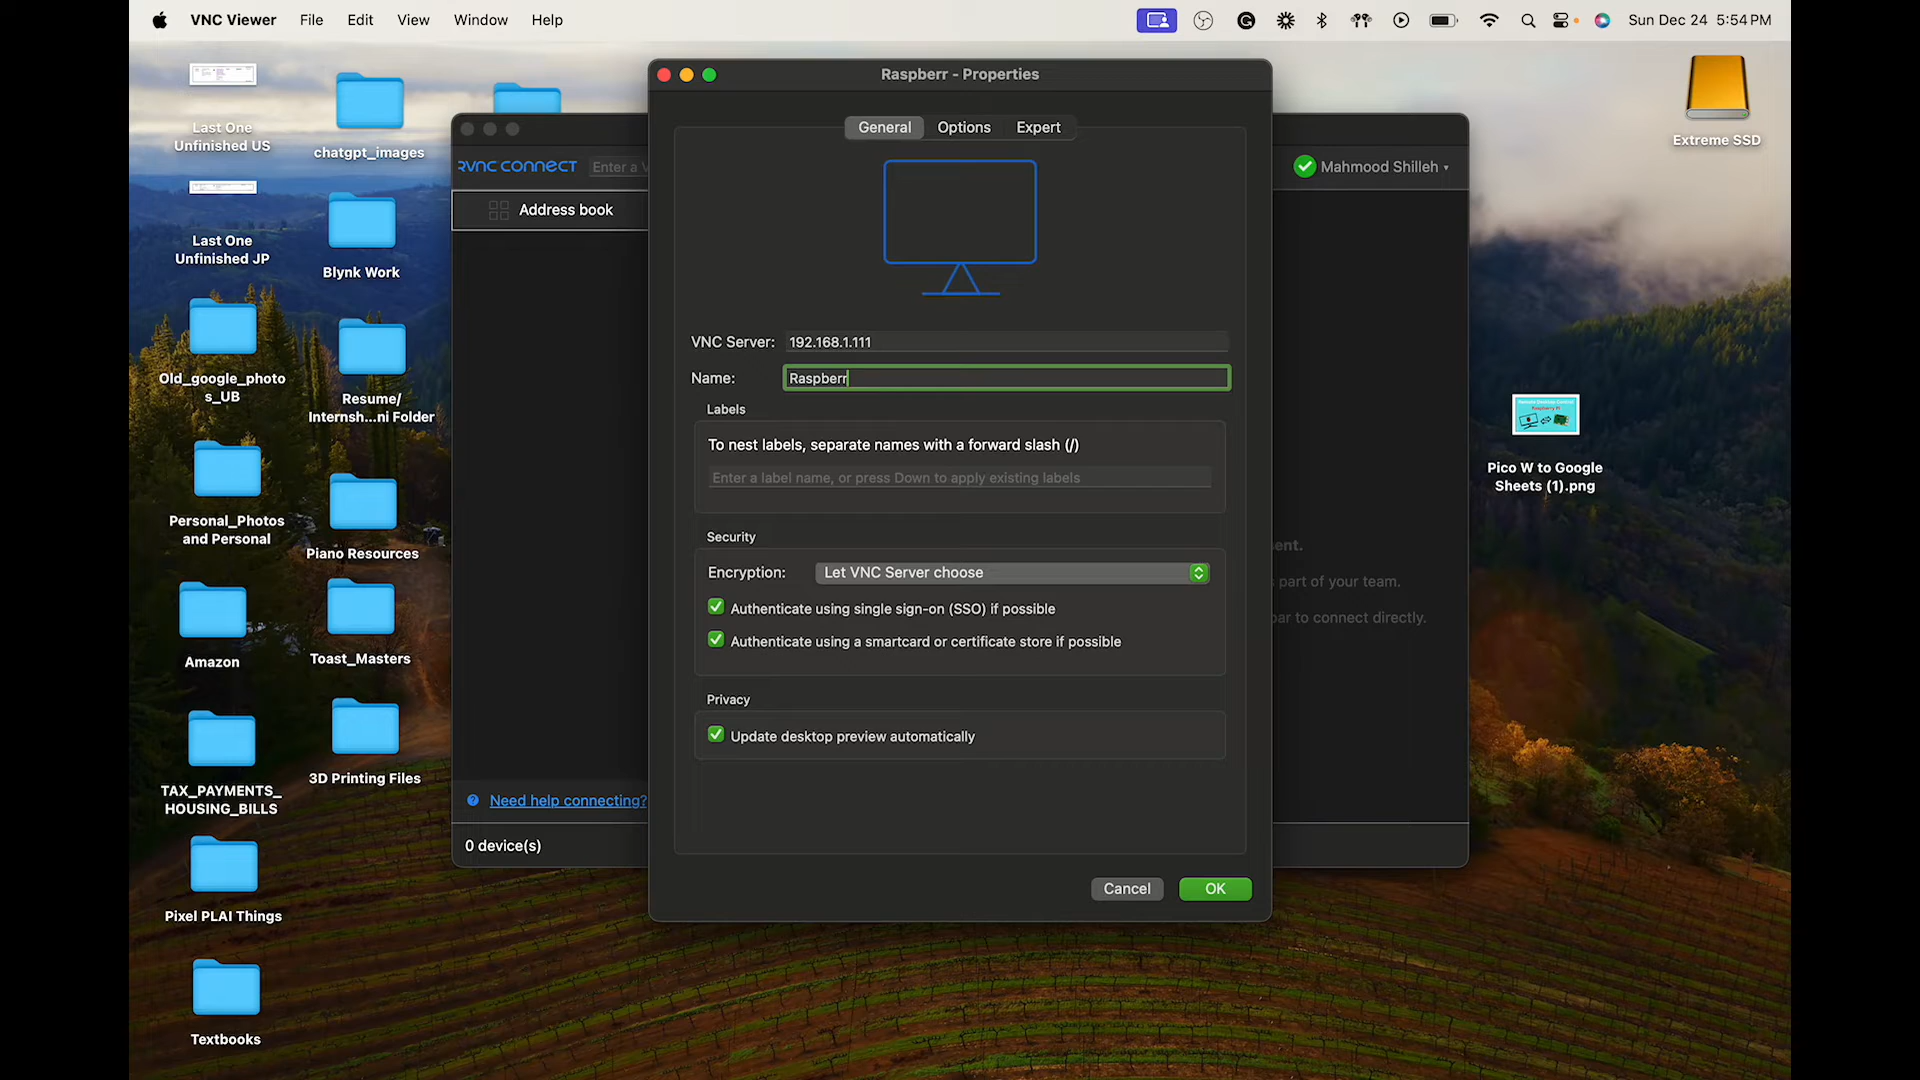 VNC Viewer File Edit View Window Help
Sun Dec 24 5:54 PM
Last One
Unfinished US
chatgpt_images
Last One
Unfinished JP
Blynk Work
Old_google_photo
s_UB
Resume/
Internsh...ni Folder
Personal_Photos
and Personal
Piano Resources
Amazon
Toast_Masters
TAX_PAYMENTS_
HOUSING_BILLS
3D Printing Files
Pixel PLAI Things
Textbooks
RVNC CONNECT
Enter a V
Address book
Mahmood Shilleh
ent.
s part of your team.
bar to connect directly.
Need help connecting?
0 device(s)
Raspberr - Properties
General Options Expert
VNC Server: 192.168.1.111
Name: Raspberr
Labels
To nest labels, separate names with a forward slash (/)
Enter a label name, or press Down to apply existing labels
Security
Encryption: Let VNC Server choose
Authenticate using single sign-on (SSO) if possible
Authenticate using a smartcard or certificate store if possible
Privacy
Update desktop preview automatically
Cancel OK
Extreme SSD
Remote Desktop Control
Raspberry Pi
Pico W to Google
Sheets (1).png